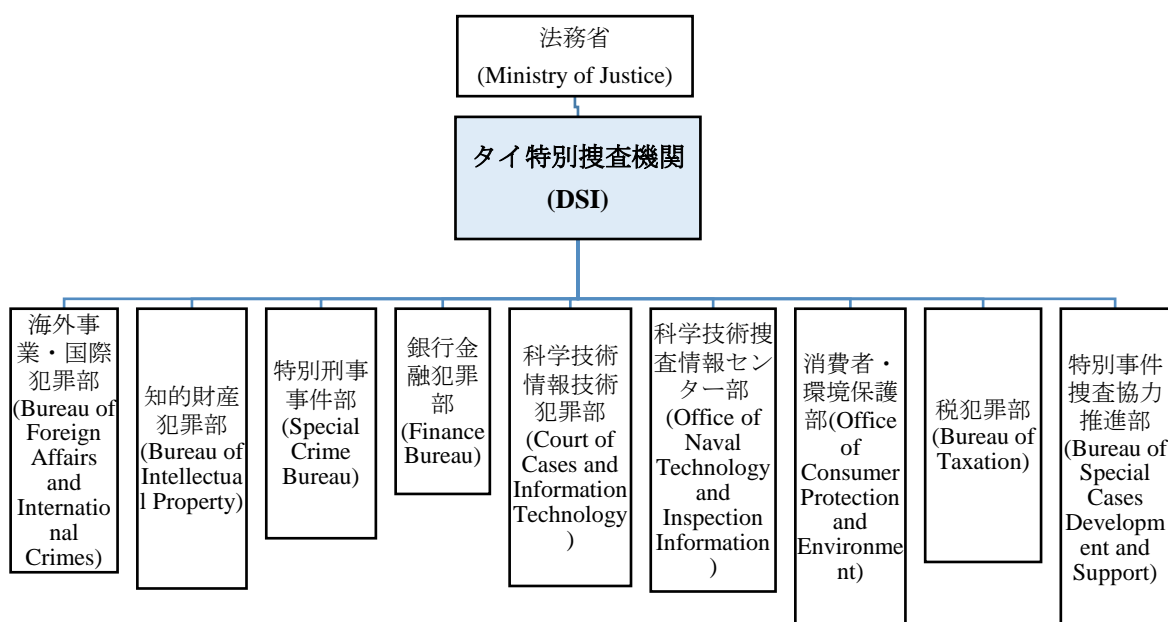 法務省
(Ministry of Justice)
タイ特別捜査機関
(DSI)
海外事
業・国際
犯罪部
(Bureau of
Foreign
Affairs
and
Internatio
nal
Crimes)
知的財産
犯罪部
(Bureau of
Intellectua
l Property)
特別刑事
事件部
(Special
Crime
Bureau)
銀行金
融犯罪
部
(Finance
Bureau)
科学技術
情報技術
犯罪部
(Court of
Cases and
Information
Technology
)
科学技術捜
査情報セン
ター部
(Office of
Naval
Technology
and
Inspection
Information
)
消費者・
環境保護
部(Office
of
Consumer
Protection
and
Environme
nt)
税犯罪部
(Bureau of
Taxation)
特別事件
捜査協力
推進部
(Bureau of
Special
Cases
Developm
ent and
Support)